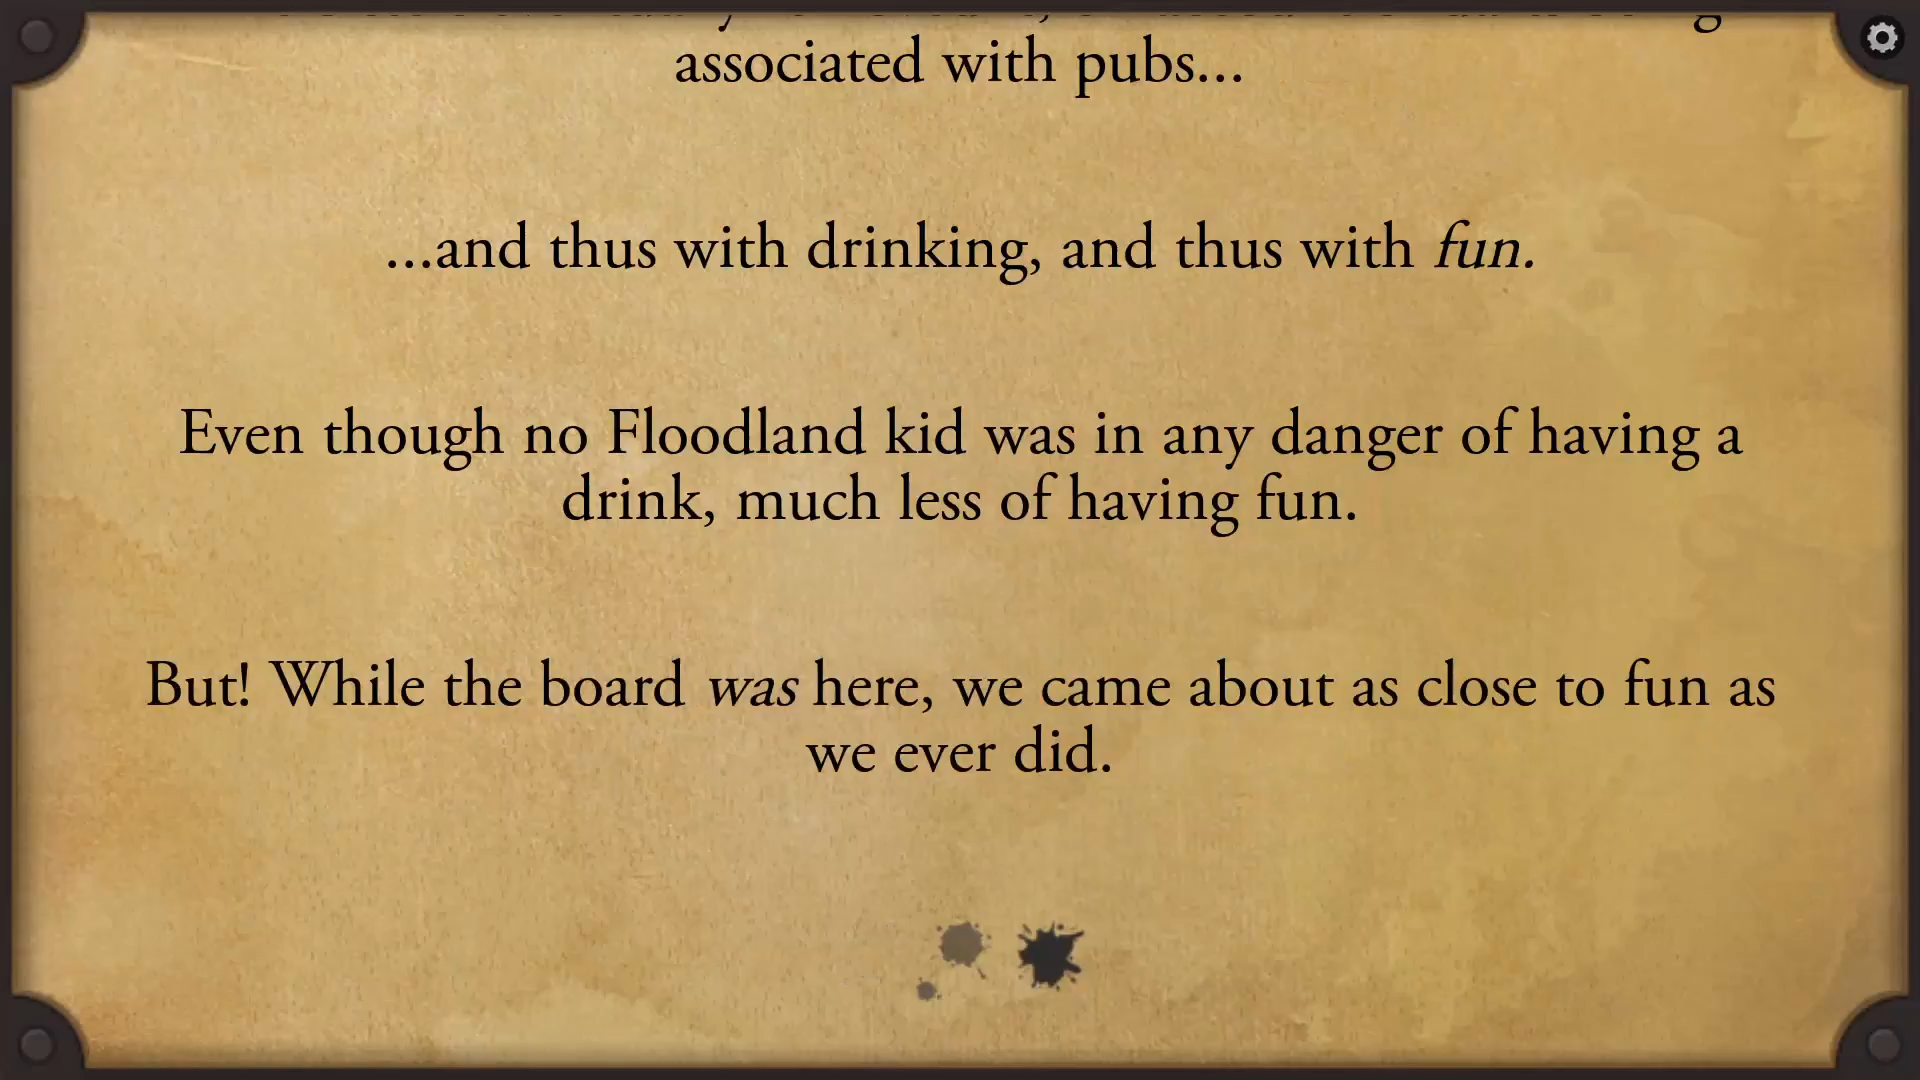 associated with pubs...
...and thus with drinking, and thus with fun.
Even though no Floodland kid was in any danger of having a
drink, much less of having fun.
But! While the board was here, we came about as close to fun as
we ever did.